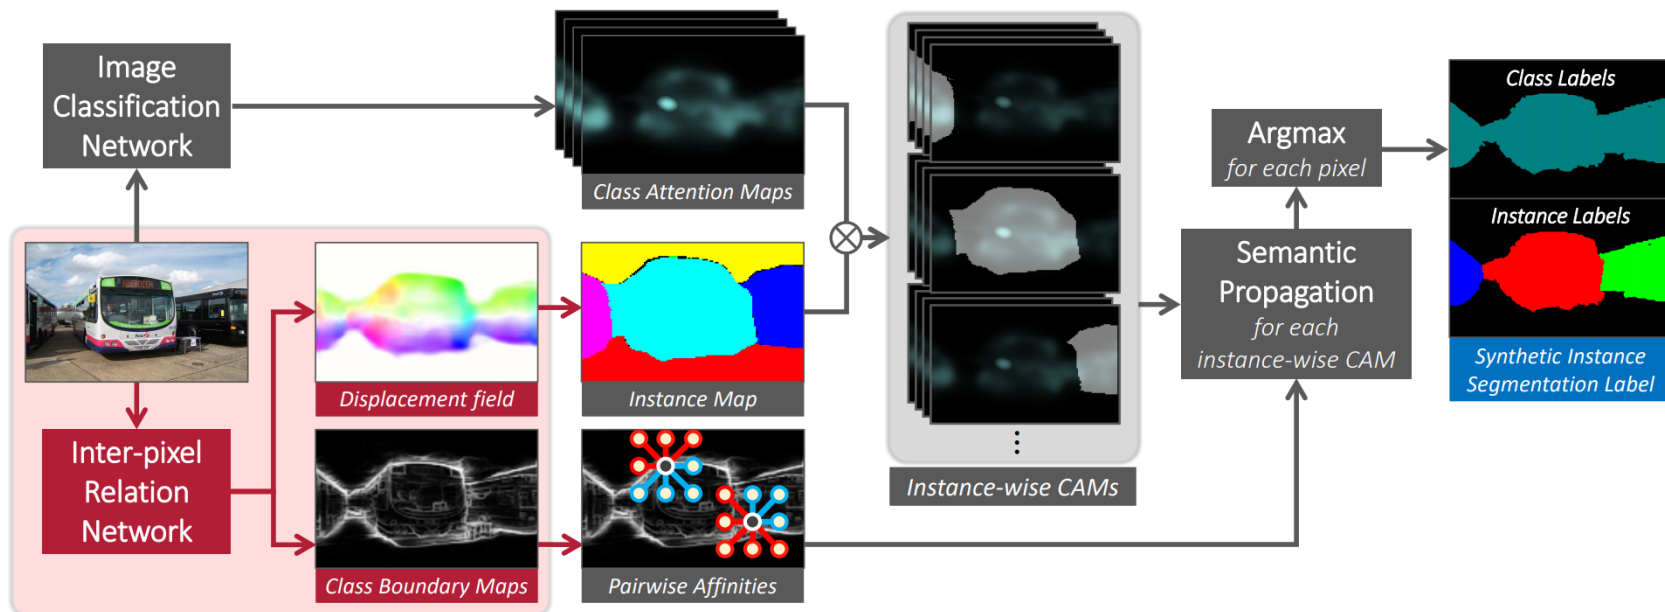 Image
Classification
Network
Class Attention Maps
Displacement field
Instance Map
Inter-pixel
Relation
Network
Class Boundary Maps
Pairwise Affinities
Instance-wise CAMs
Argmax
for each pixel
Semantic
Propagation
for each
instance-wise CAM
Class Labels
Instance Labels
Synthetic Instance
Segmentation Label